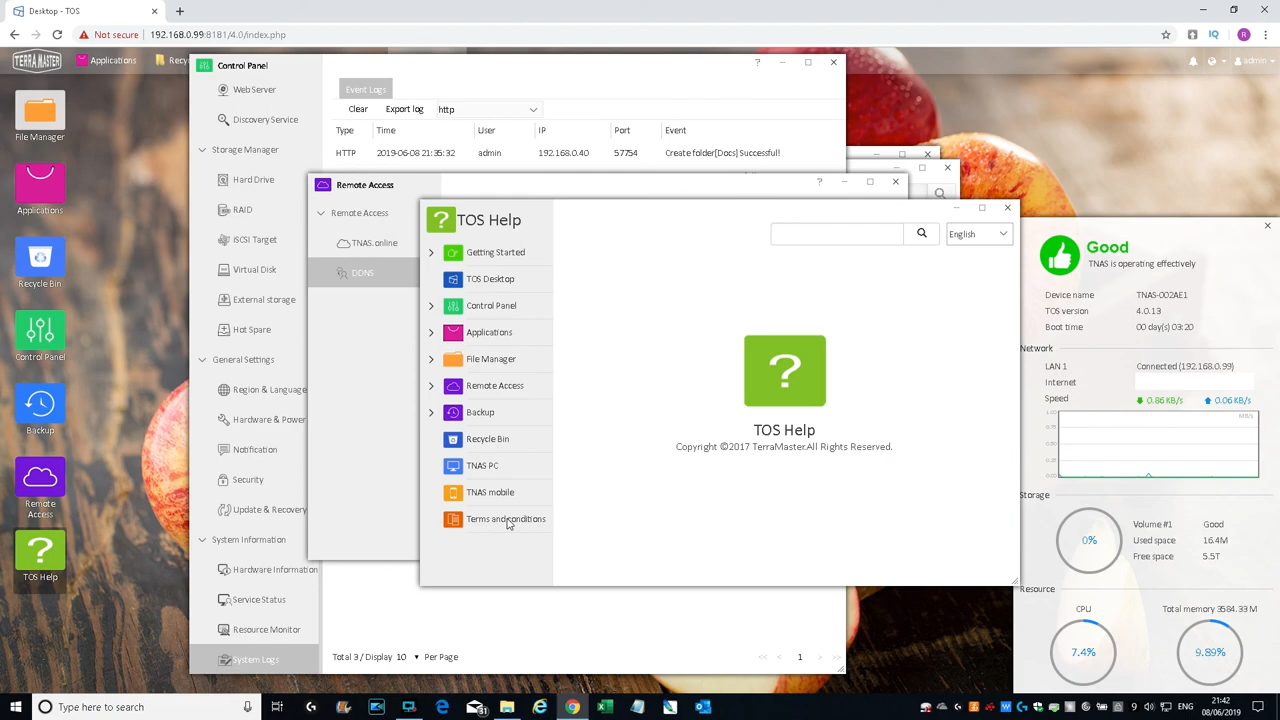 Desktop - TOS
Not secure 192.168.0.99:8181/4.0/index.php
TERRA MASTER
Applications
admin
File Manager
Applications
Recycle Bin
Control Panel
Backup
Remote Access
TOS Help
Control Panel
Web Server
Discovery Service
Storage Manager
Hard Drive
RAID
iSCSI Target
Virtual Disk
External storage
Hot Spare
General Settings
Region & Language
Hardware & Power
Notification
Security
Update & Recovery
System Information
Hardware Information
Service Status
Resource Monitor
System Logs
Event Logs
Clear Export log http
Type Time User IP Port Event
HTTP 2019-06-08 21:35:32 admin 192.168.0.40 57754 Create folder[Docs] Successful!
Total 3 / Display 10 Per Page
1
Remote Access
Remote Access
TNAS.online
DDNS
TOS Help
English
Getting Started
TOS Desktop
Control Panel
Applications
File Manager
Remote Access
Backup
Recycle Bin
TNAS PC
TNAS mobile
Terms and conditions
TOS Help
Copyright ©2017 TerraMaster.All Rights Reserved.
Good
TNAS is operating effectively
Device name TNAS-002AE1
TOS version 4.0.13
Boot time 00 day(s) 03:20
Network
LAN 1 Connected (192.168.0.99)
Internet
Speed 0.86 KB/s 0.06 KB/s
MB/s
Storage
0%
Volume #1 Good
Used space 16.4M
Free space 5.5T
Resource
CPU Total memory 3584.33 M
7.4% 9.89%
Type here to search
21:42
08/06/2019